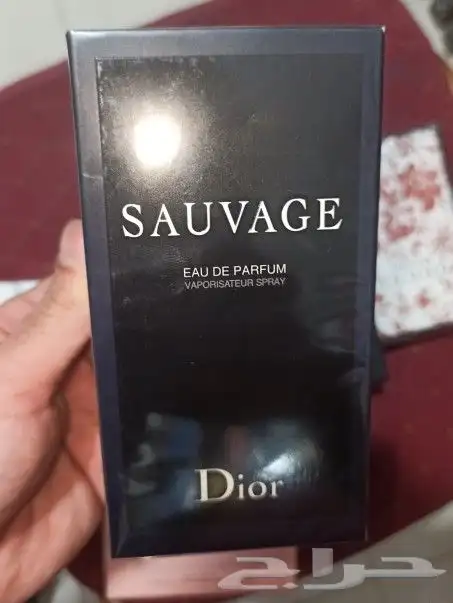 SAUVAGE
EAU DE PARFUM
VAPORISATEUR SPRAY
Dior
حراج